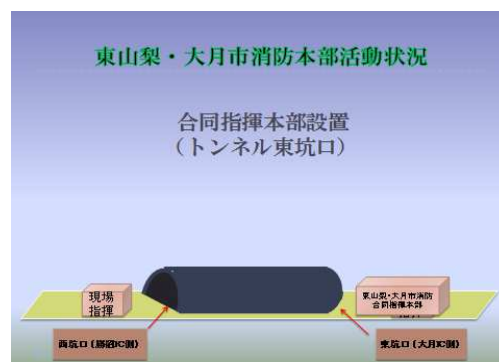 東山梨・大月市消防本部活動状況
合同指揮本部設置
（トンネル東坑口）
現場
指揮
東山梨・大月市消防
合同指揮本部
西坑口（勝沼IC側）
東坑口（大月IC側）